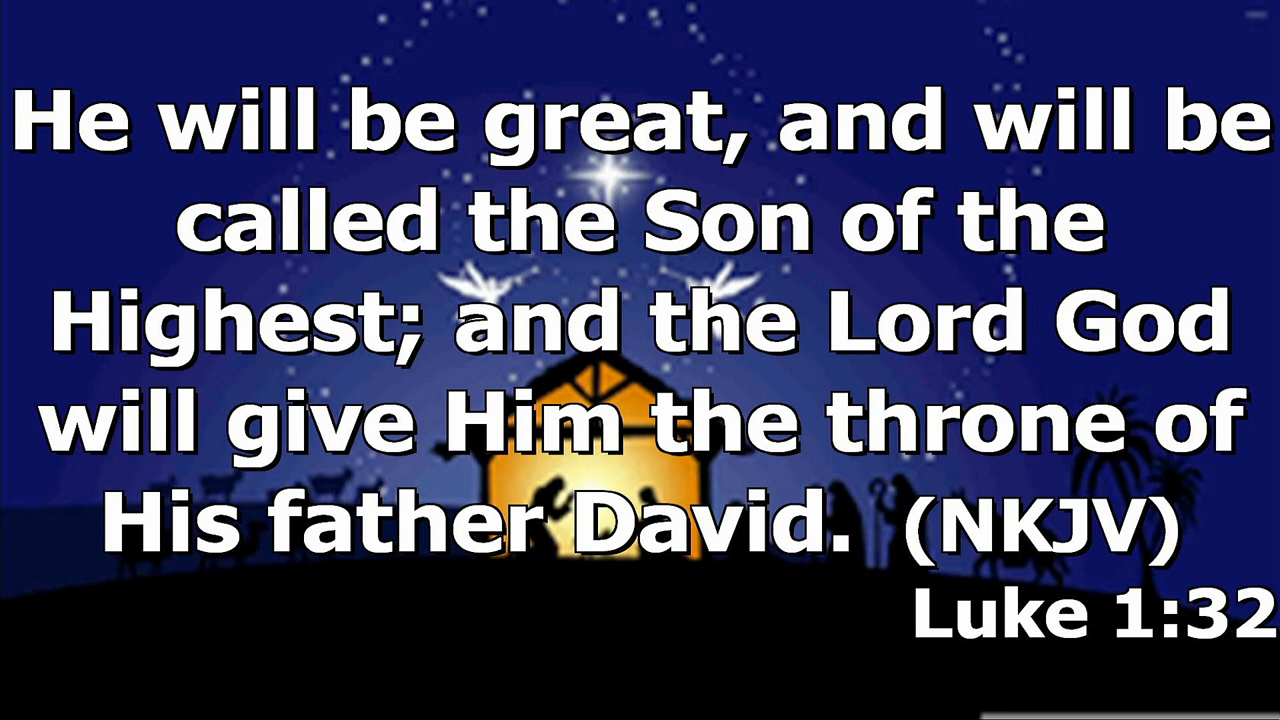 He will be great, and will be
called the Son of the
Highest; and the Lord God
will give Him the throne of
His father David.  (NKJV)
Luke 1:32